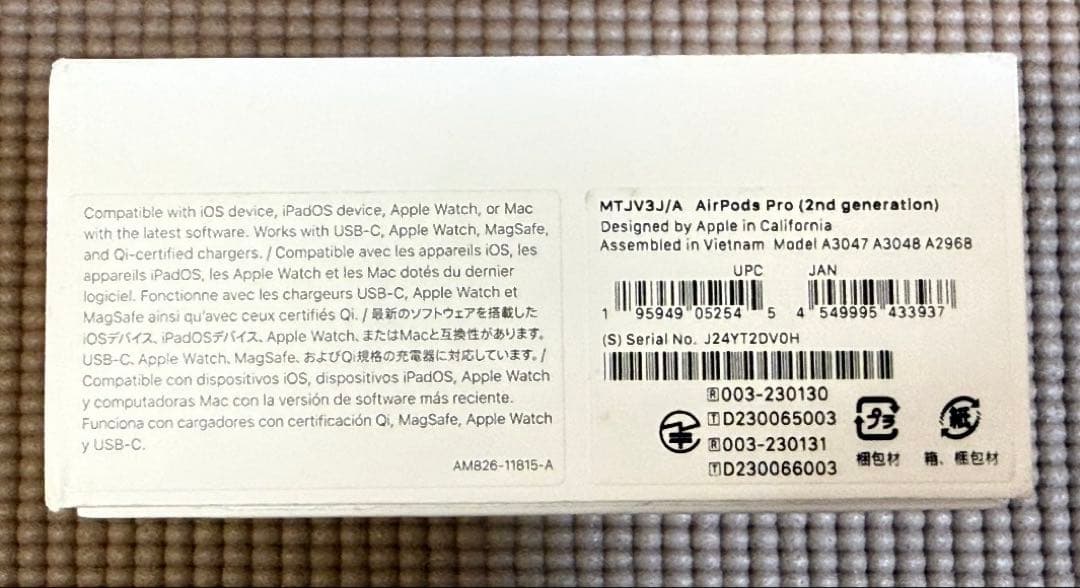 Compatible with iOS device, iPadOS device, Apple Watch, or Mac
with the latest software. Works with USB-C, Apple Watch, MagSafe,
and Qi-certified chargers. / Compatible avec les appareils iOS, les
appareils iPadOS, les Apple Watch et les Mac dotés du dernier
logiciel. Fonctionne avec les chargeurs USB-C, Apple Watch et
MagSafe ainsi qu'avec ceux certifiés Qi. / 最新のソフトウェアを搭載した
iOSデバイス、iPadOSデバイス、Apple Watch、またはMacと互換性があります。
USB-C、Apple Watch、MagSafe、およびQi規格の充電器に対応しています。/
Compatible con dispositivos iOS, dispositivos iPadOS, Apple Watch
y computadoras Mac con la versión de software más reciente.
Funciona con cargadores con certificación Qi, MagSafe, Apple Watch
y USB-C.
AM826-11815-A
MTJV3J/A AirPods Pro (2nd generation)
Designed by Apple in California
Assembled in Vietnam Model A3047 A3048 A2968
UPC JAN
1 95949 05254 5 4 549995 433937
(S) Serial No. J24YT2DV0H
R 003-230130
T D230065003
R 003-231131
T D230066003
プラ
梱包材
紙
箱、梱包材